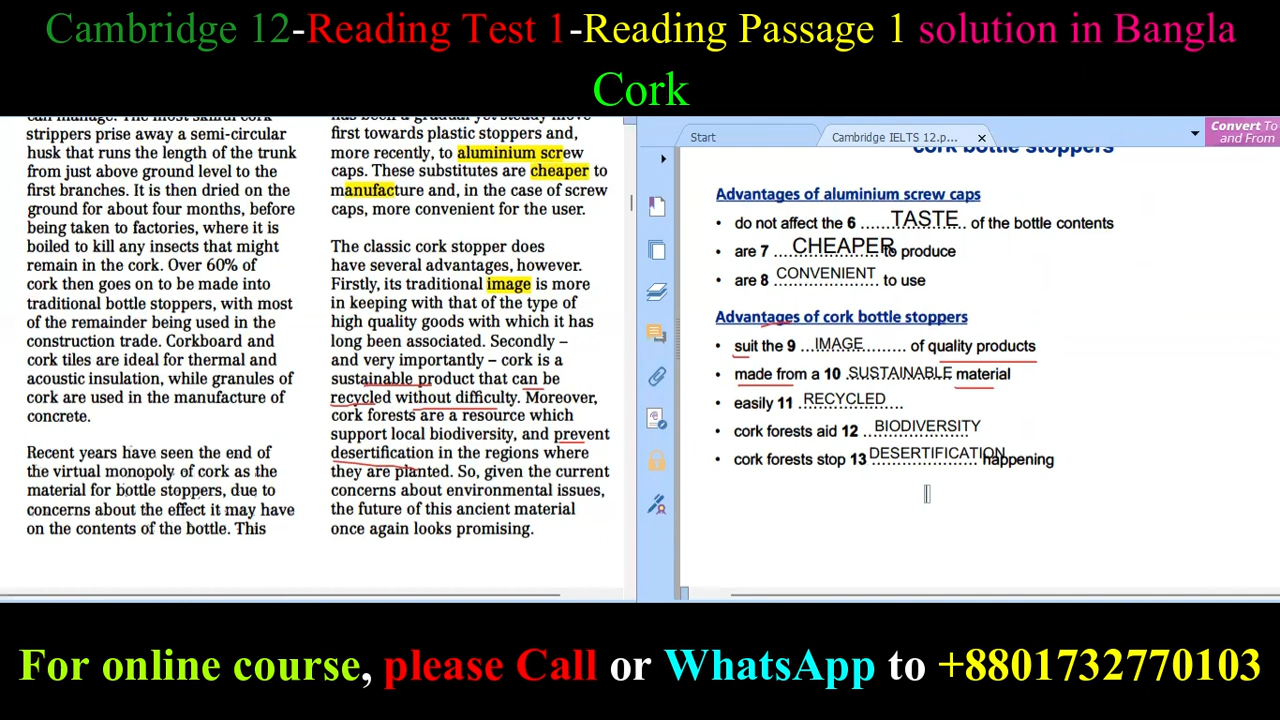 Cambridge 12-Reading Test 1-Reading Passage 1 solution in Bangla
Cork
can manage. The most skilful cork
strippers prise away a semi-circular
husk that runs the length of the trunk
from just above ground level to the
first branches. It is then dried on the
ground for about four months, before
being taken to factories, where it is
boiled to kill any insects that might
remain in the cork. Over 60% of
cork then goes on to be made into
traditional bottle stoppers, with most
of the remainder being used in the
construction trade. Corkboard and
cork tiles are ideal for thermal and
acoustic insulation, while granules of
cork are used in the manufacture of
concrete.
Recent years have seen the end of
the virtual monopoly of cork as the
material for bottle stoppers, due to
concerns about the effect it may have
on the contents of the bottle. This
has been a gradual yet steady move
first towards plastic stoppers and,
more recently, to aluminium screw
caps. These substitutes are cheaper to
manufacture and, in the case of screw
caps, more convenient for the user.
The classic cork stopper does
have several advantages, however.
Firstly, its traditional image is more
in keeping with that of the type of
high quality goods with which it has
long been associated. Secondly –
and very importantly – cork is a
sustainable product that can be
recycled without difficulty. Moreover,
cork forests are a resource which
support local biodiversity, and prevent
desertification in the regions where
they are planted. So, given the current
concerns about environmental issues,
the future of this ancient material
once again looks promising.
Start
Cambridge IELTS 12.p... x
Convert To
and From
cork bottle stoppers
Advantages of aluminium screw caps
• do not affect the 6 TASTE of the bottle contents
• are 7 CHEAPER to produce
• are 8 CONVENIENT to use
Advantages of cork bottle stoppers
• suit the 9 IMAGE of quality products
• made from a 10 SUSTAINABLE material
• easily 11 RECYCLED
• cork forests aid 12 BIODIVERSITY
• cork forests stop 13 DESERTIFICATION happening
For online course, please Call or WhatsApp to +8801732770103